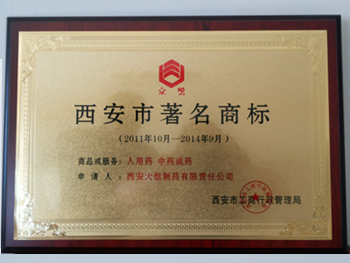 众悦
西安市著名商标
(2011年10月—2014年9月)
商品或服务：人用药 中药成药
申请人：西安大恒制药有限责任公司
西安市工商行政管理局